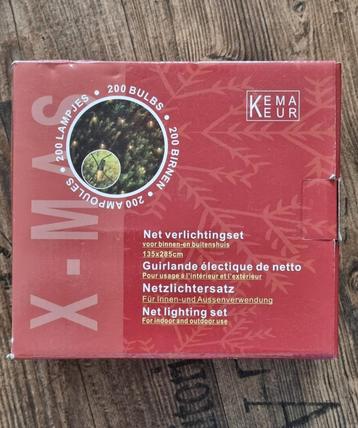 X-MAS
200 LAMPJES • 200 BULBS • 200 BIRNEN • 200 AMPOULES •
KEMA
KEUR
Net verlichtingset
voor binnen-en buitenshuis
135x285cm
Guirlande électique de netto
Pour usage à l'intérieur et l'extérieur
Netzlichtersatz
Für Innen-und Aussenverwendung
Net lighting set
For indoor and outdoor use